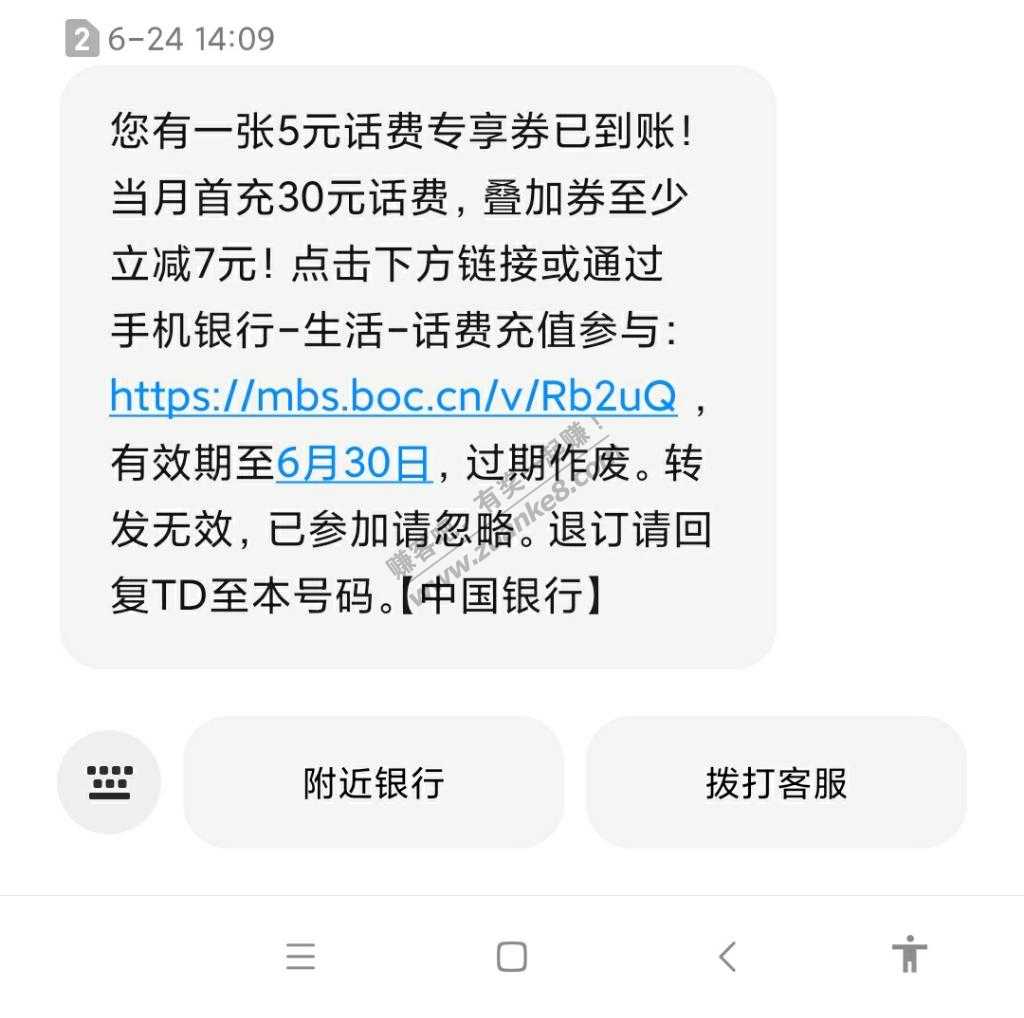 2 6-24 14:09
您有一张5元话费专享券已到账！
当月首充30元话费，叠加券至少
立减7元！点击下方链接或通过
手机银行-生活-话费充值参与：
https://mbs.boc.cn/v/Rb2uQ ，
有效期至6月30日，过期作废。转
发无效，已参加请忽略。退订请回
复TD至本号码。【中国银行】
赚客吧，有奖一起赚！
www.zuanke8.com
附近银行
拨打客服